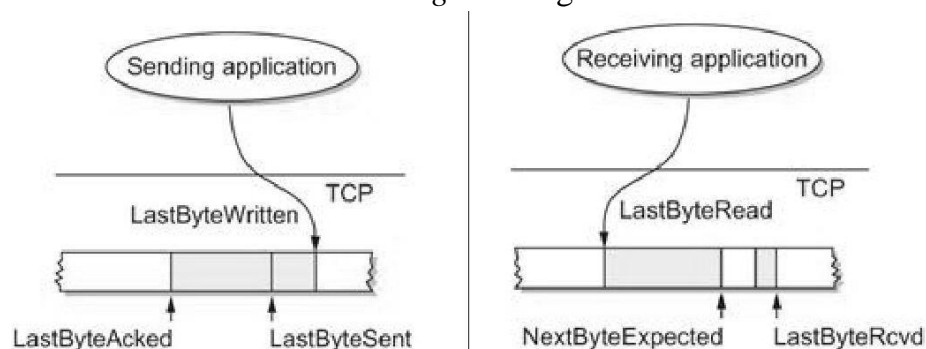 Sending application
TCP
LastByteWritten
LastByteAcked
LastByteSent
Receiving application
TCP
LastByteRead
NextByteExpected
LastByteRcvd